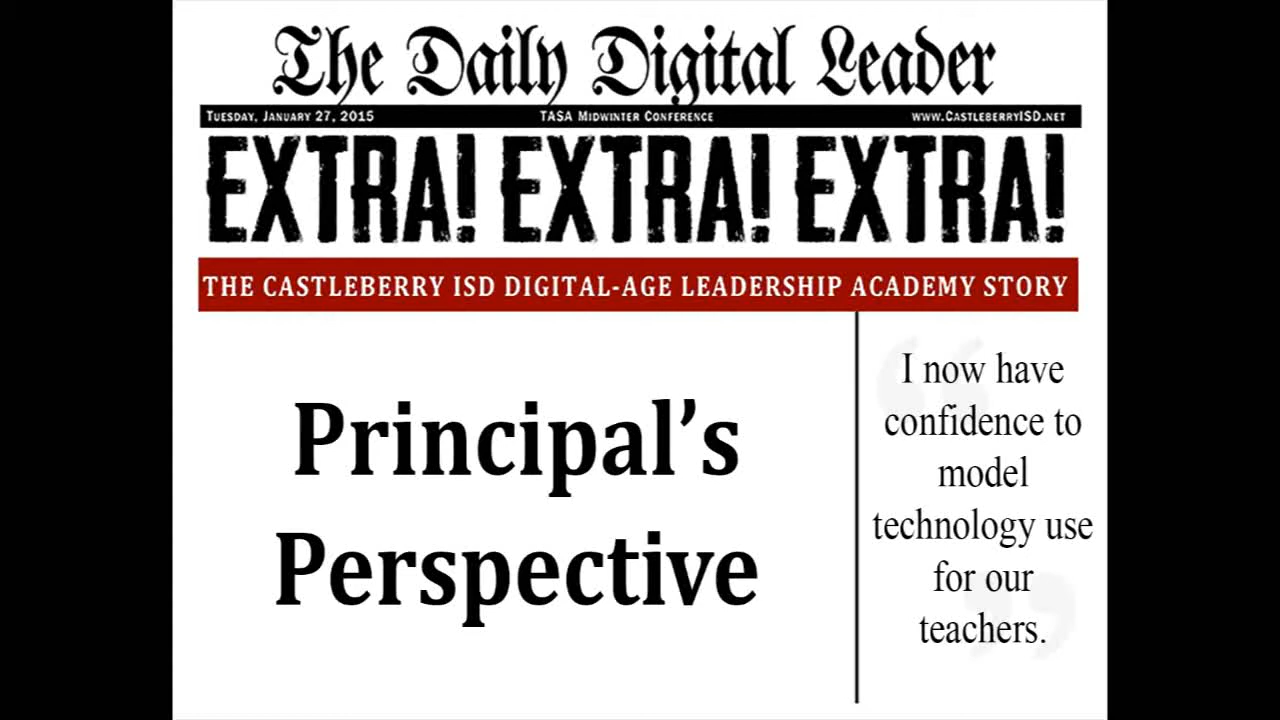 The Daily Digital Leader
Tuesday, January 27, 2015 TASA Midwinter Conference www.CastleberryISD.net
EXTRA! EXTRA! EXTRA!
THE CASTLEBERRY ISD DIGITAL-AGE LEADERSHIP ACADEMY STORY
Principal's
Perspective
“
I now have
confidence to
model
technology use
for our
teachers.
”